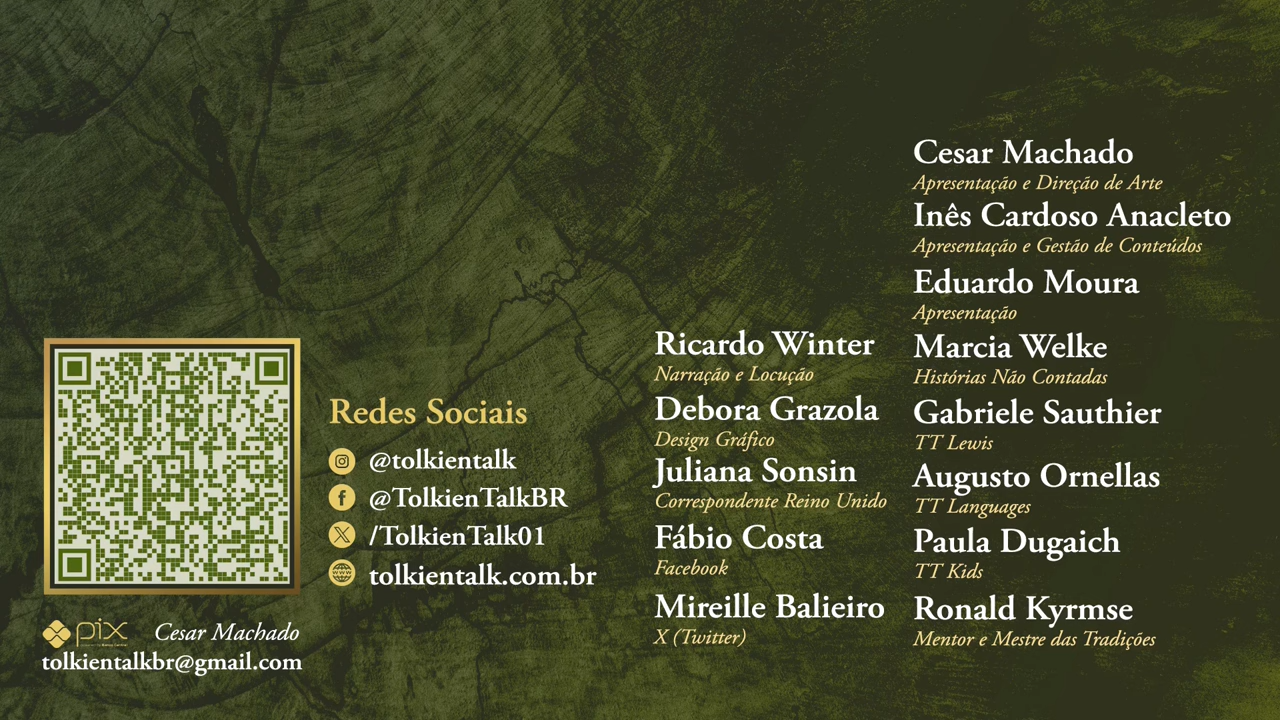 pix
Cesar Machado
tolkientalkbr@gmail.com
Redes Sociais
@tolkientalk
@TolkienTalkBR
/TolkienTalk01
tolkientalk.com.br
Ricardo Winter
Narração e Locução
Debora Grazola
Design Gráfico
Juliana Sonsin
Correspondente Reino Unido
Fábio Costa
Facebook
Mireille Balieiro
X (Twitter)
Cesar Machado
Apresentação e Direção de Arte
Inês Cardoso Anacleto
Apresentação e Gestão de Conteúdos
Eduardo Moura
Apresentação
Marcia Welke
Histórias Não Contadas
Gabriele Sauthier
TT Lewis
Augusto Ornellas
TT Languages
Paula Dugaich
TT Kids
Ronald Kyrmse
Mentor e Mestre das Tradições